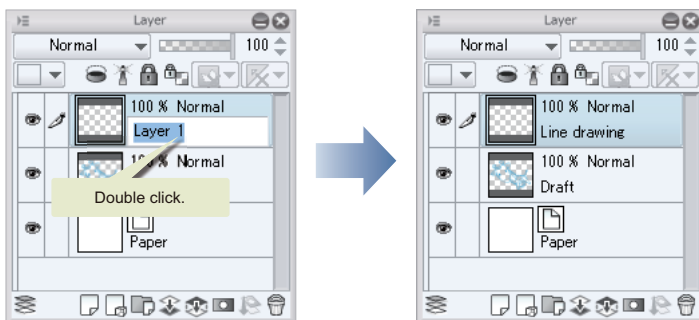 Layer
Normal 100
100 % Normal
Layer 1
100 % Normal
Double click.
Paper
Layer
Normal 100
100 % Normal
Line drawing
100 % Normal
Draft
Paper